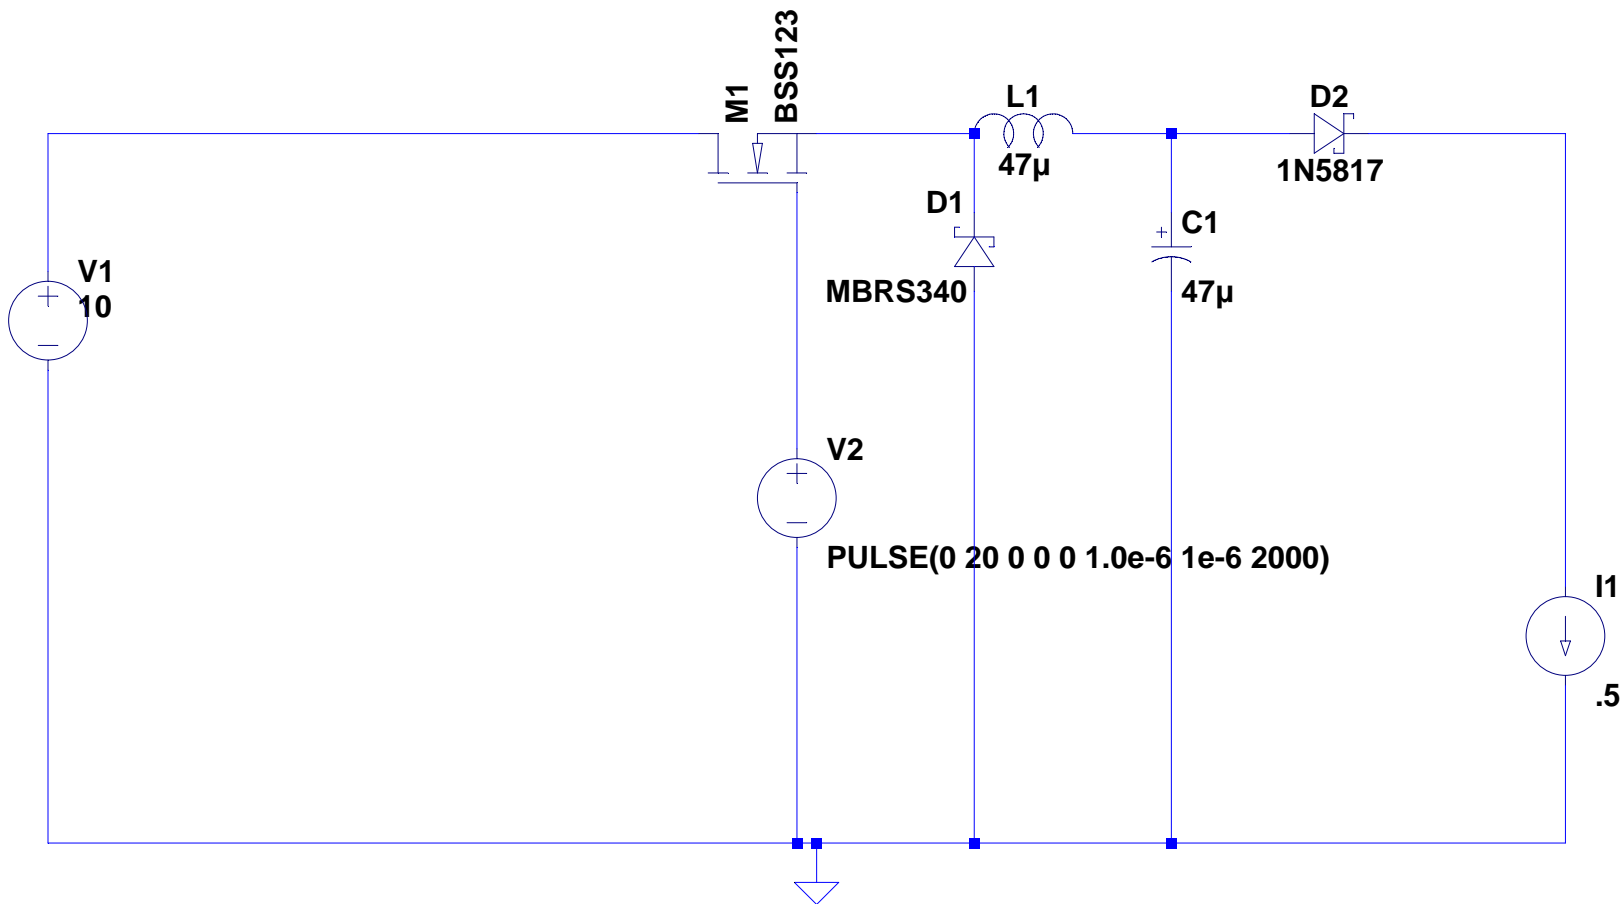 M1
BSS123
L1
47µ
D2
1N5817
D1
MBRS340
+
C1
47µ
V1
10
V2
PULSE(0 20 0 0 0 1.0e-6 1e-6 2000)
I1
.5